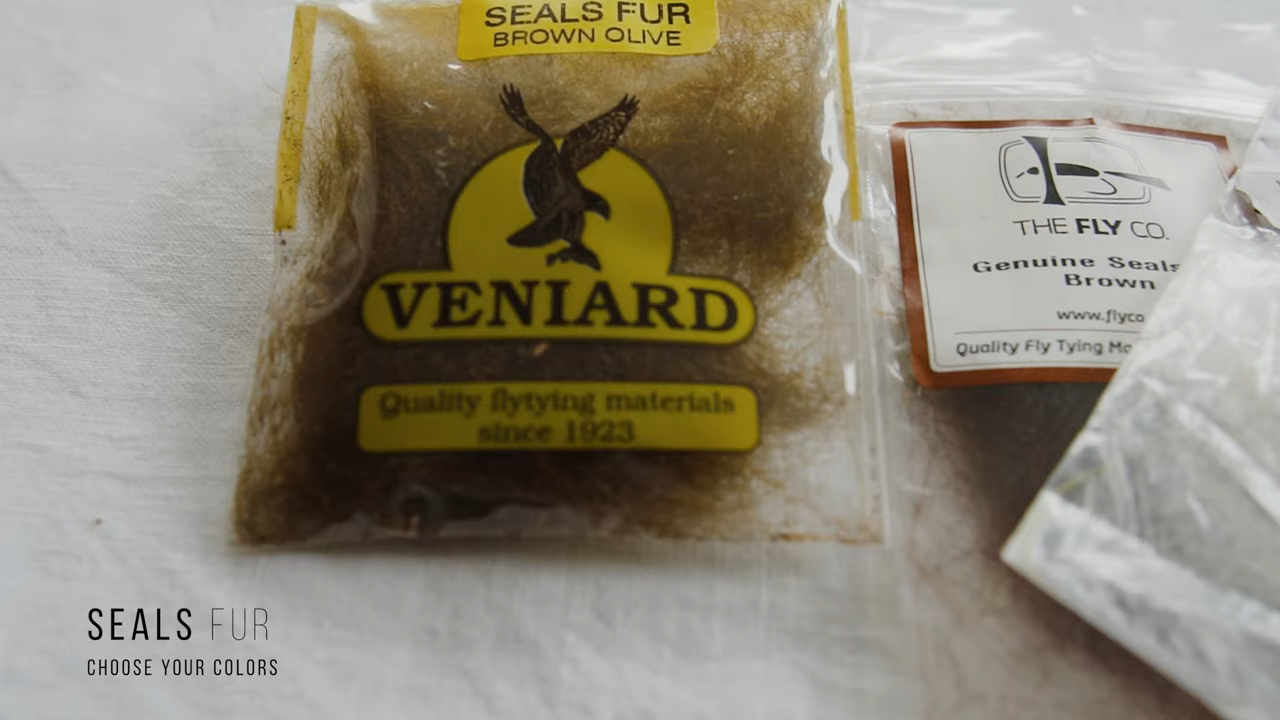 SEALS FUR
BROWN OLIVE
VENIARD
Quality flytying materials
since 1923
THE FLY CO.
Genuine Seals
Brown
www.flyco
Quality Fly Tying
SEALS FUR
CHOOSE YOUR COLORS